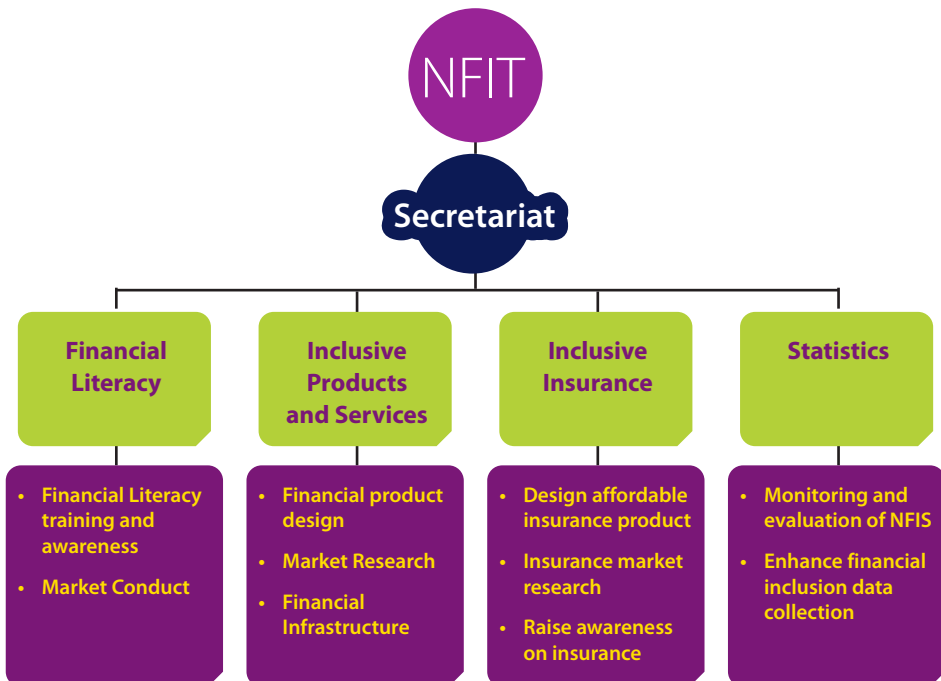 NFIT
Secretariat
Financial
Literacy
Inclusive
Products
and Services
Inclusive
Insurance
Statistics
• Financial Literacy
training and
awareness
• Market Conduct
• Financial product
design
• Market Research
• Financial
Infrastructure
• Design affordable
insurance product
• Insurance market
research
• Raise awareness
on insurance
• Monitoring and
evaluation of NFIS
• Enhance financial
inclusion data
collection